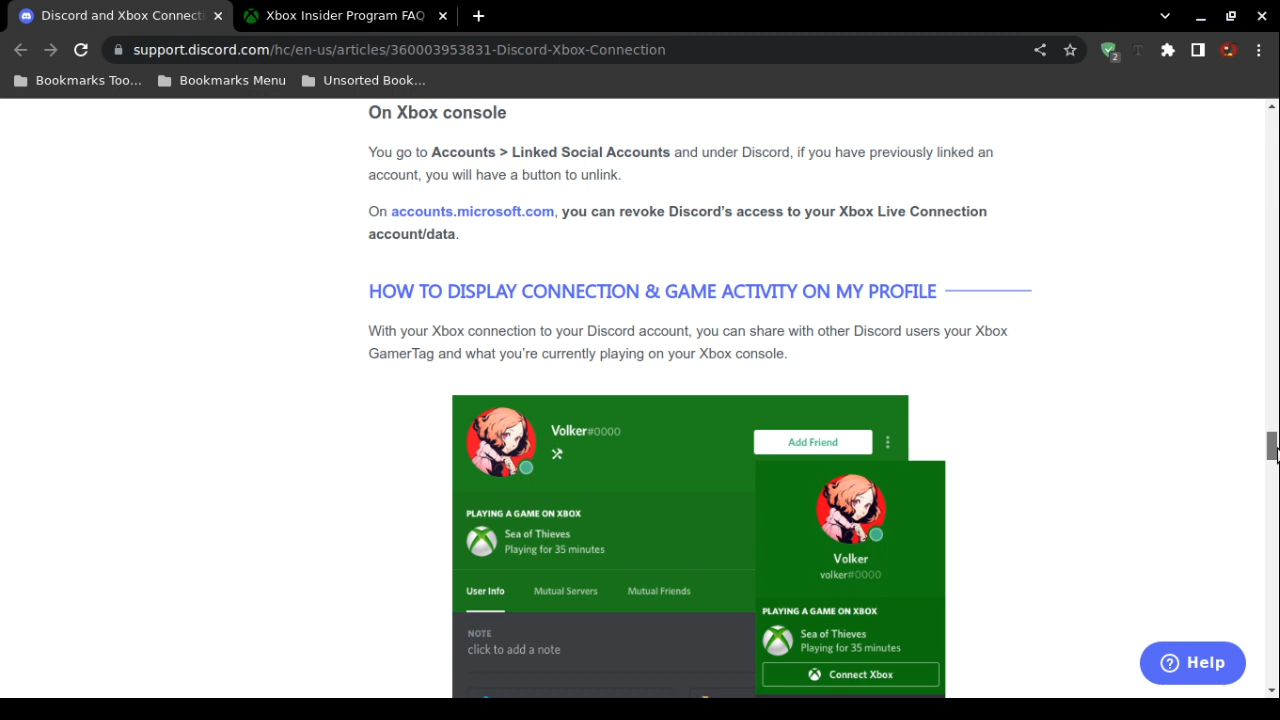 Discord and Xbox Connecti
Xbox Insider Program FAQ
support.discord.com/hc/en-us/articles/360003953831-Discord-Xbox-Connection
2
Bookmarks Too...
Bookmarks Menu
Unsorted Book...
On Xbox console
You go to Accounts > Linked Social Accounts and under Discord, if you have previously linked an
account, you will have a button to unlink.
On accounts.microsoft.com, you can revoke Discord's access to your Xbox Live Connection
account/data.
HOW TO DISPLAY CONNECTION & GAME ACTIVITY ON MY PROFILE
With your Xbox connection to your Discord account, you can share with other Discord users your Xbox
GamerTag and what you're currently playing on your Xbox console.
Volker#0000
Add Friend
PLAYING A GAME ON XBOX
Sea of Thieves
Playing for 35 minutes
User Info
Mutual Servers
Mutual Friends
NOTE
click to add a note
Volker
volker#0000
PLAYING A GAME ON XBOX
Sea of Thieves
Playing for 35 minutes
Connect Xbox
Help